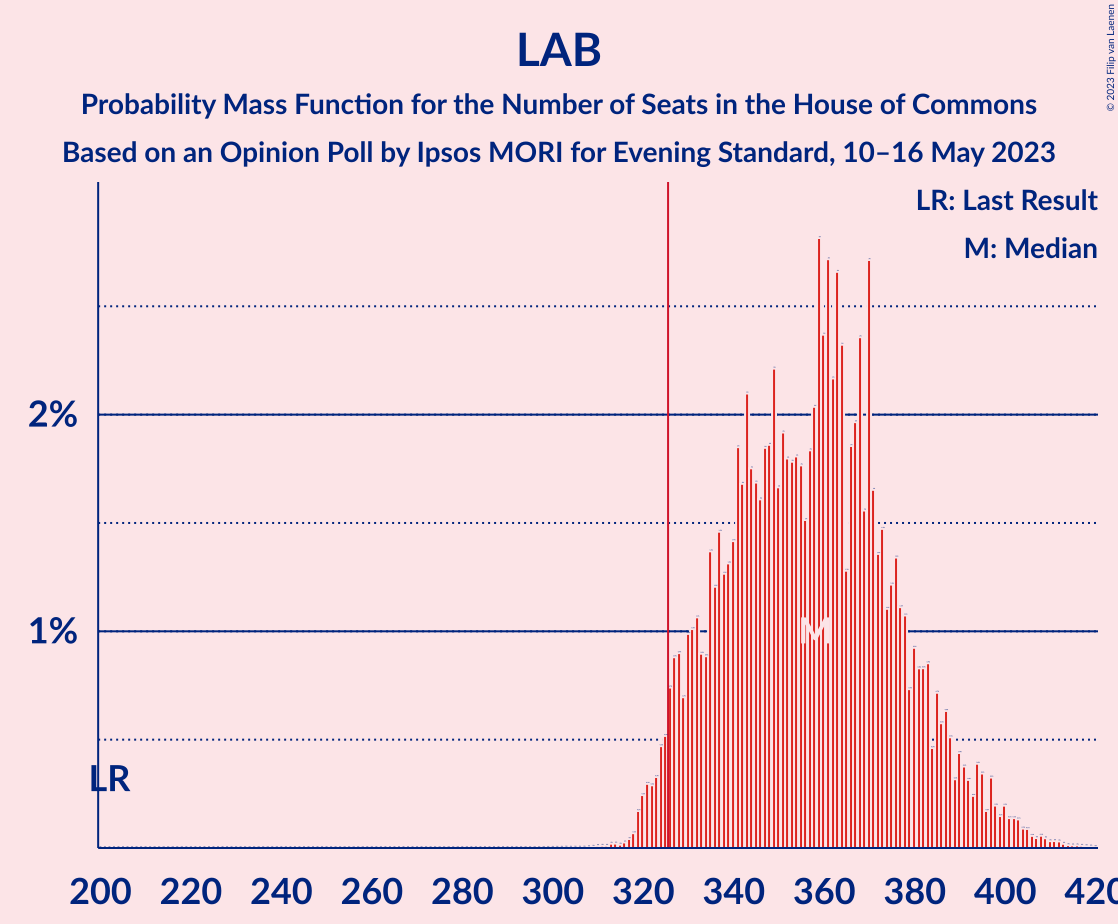 LAB
Probability Mass Function for the Number of Seats in the House of Commons
Based on an Opinion Poll by Ipsos MORI for Evening Standard, 10–16 May 2023
© 2023 Filip van Laenen
LR: Last Result
M: Median
2%
1%
M
LR
200 220 240 260 280 300 320 340 360 380 400 420